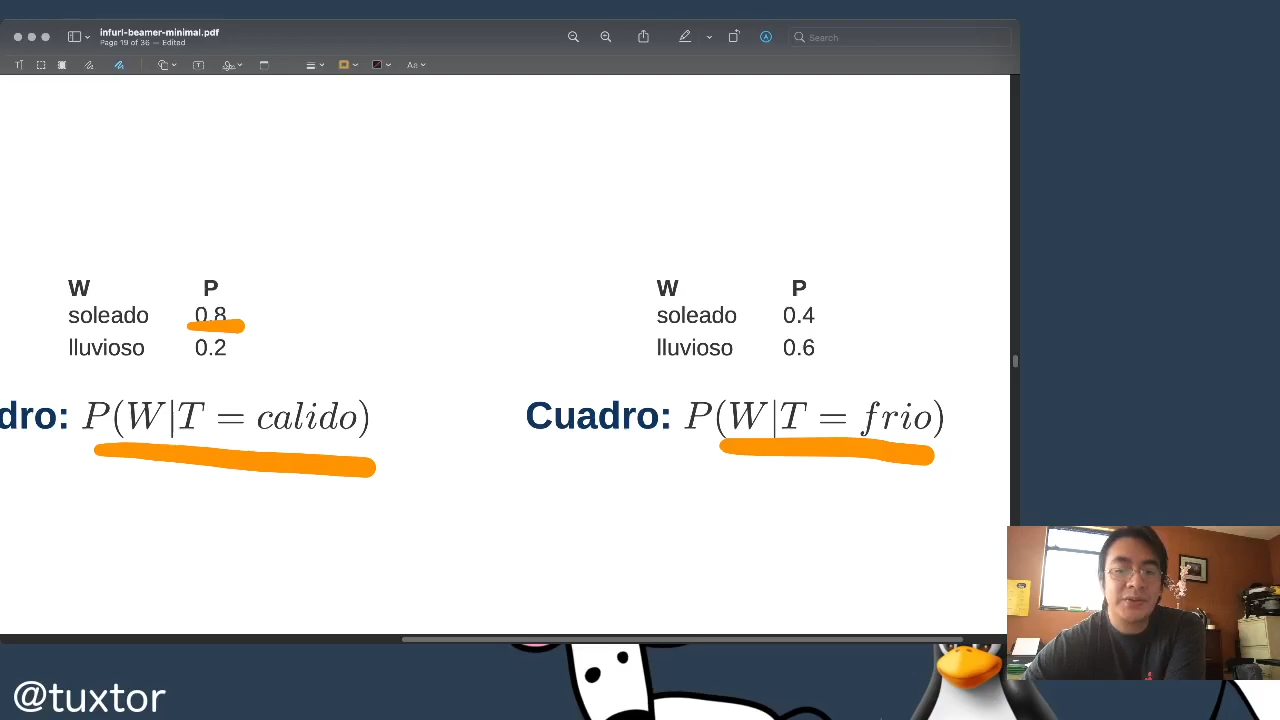 infurl-beamer-minimal.pdf
Page 19 of 36 — Edited
Search
Aa
W P
soleado 0.8
lluvioso 0.2
dro: P(W|T = calido)
W P
soleado 0.4
lluvioso 0.6
Cuadro: P(W|T = frio)
@tuxtor